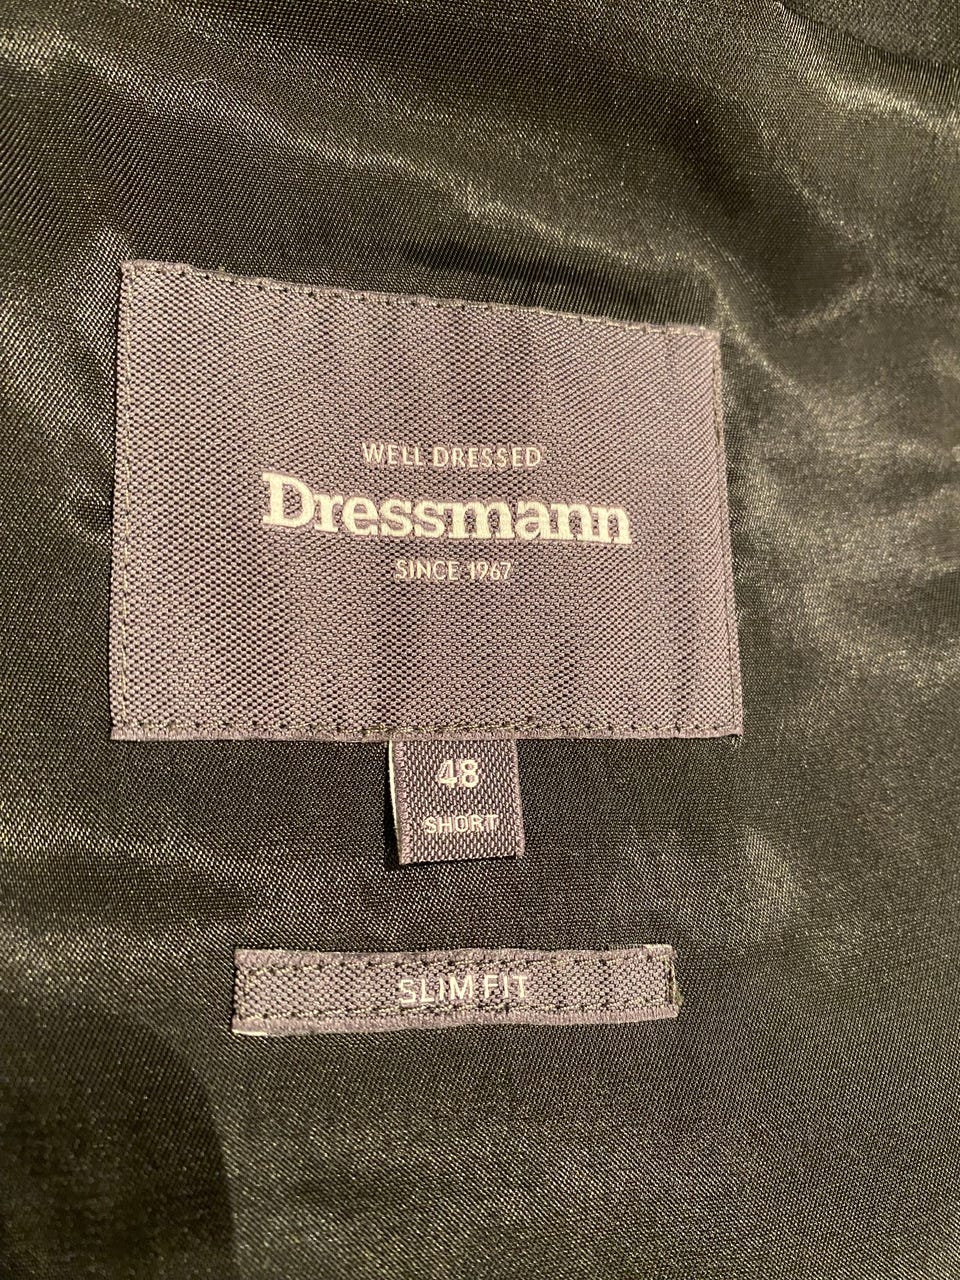 WELL DRESSED
Dressmann
SINCE 1967
48
SHORT
SLIM FIT